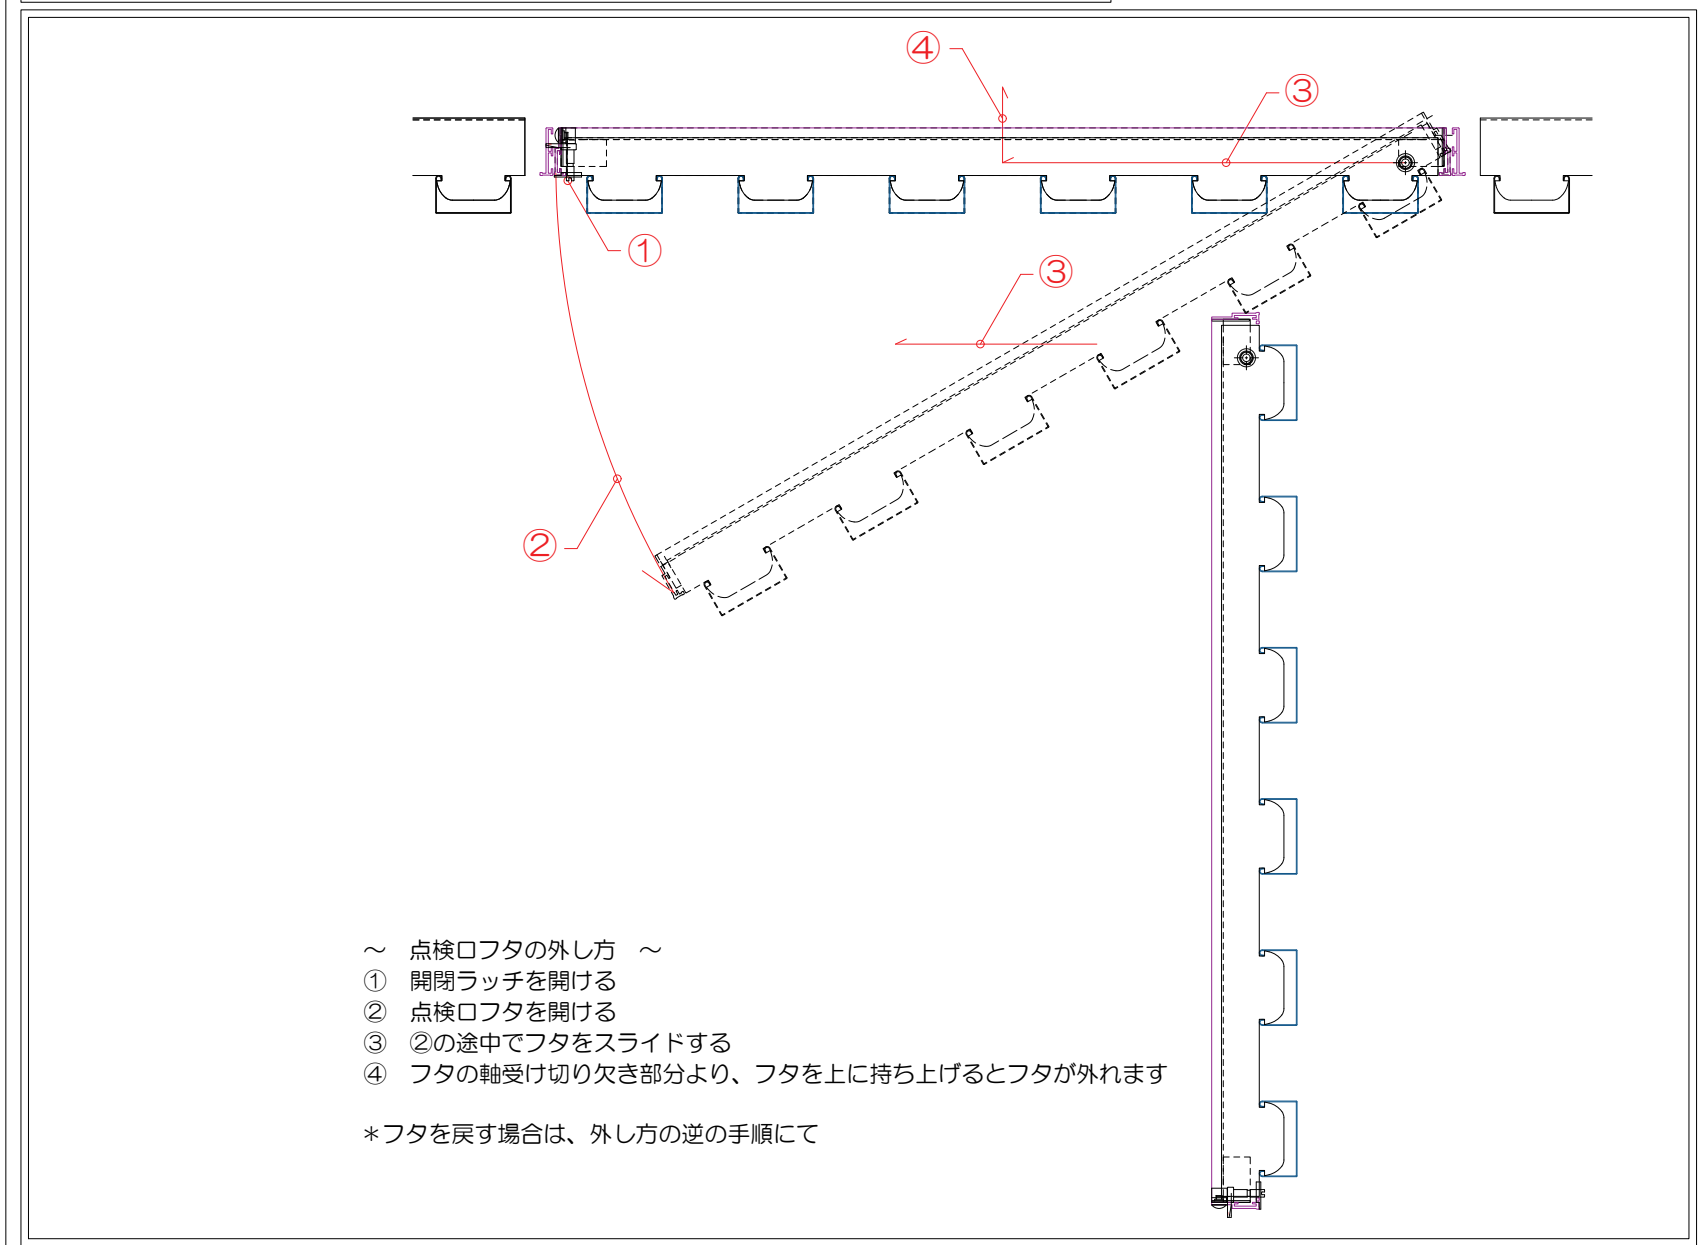 ④
③
①
③
②
～ 点検口フタの外し方 ～
① 開閉ラッチを開ける
② 点検口フタを開ける
③ ②の途中でフタをスライドする
④ フタの軸受け切り欠き部分より、フタを上に持ち上げるとフタが外れます
＊フタを戻す場合は、外し方の逆の手順にて